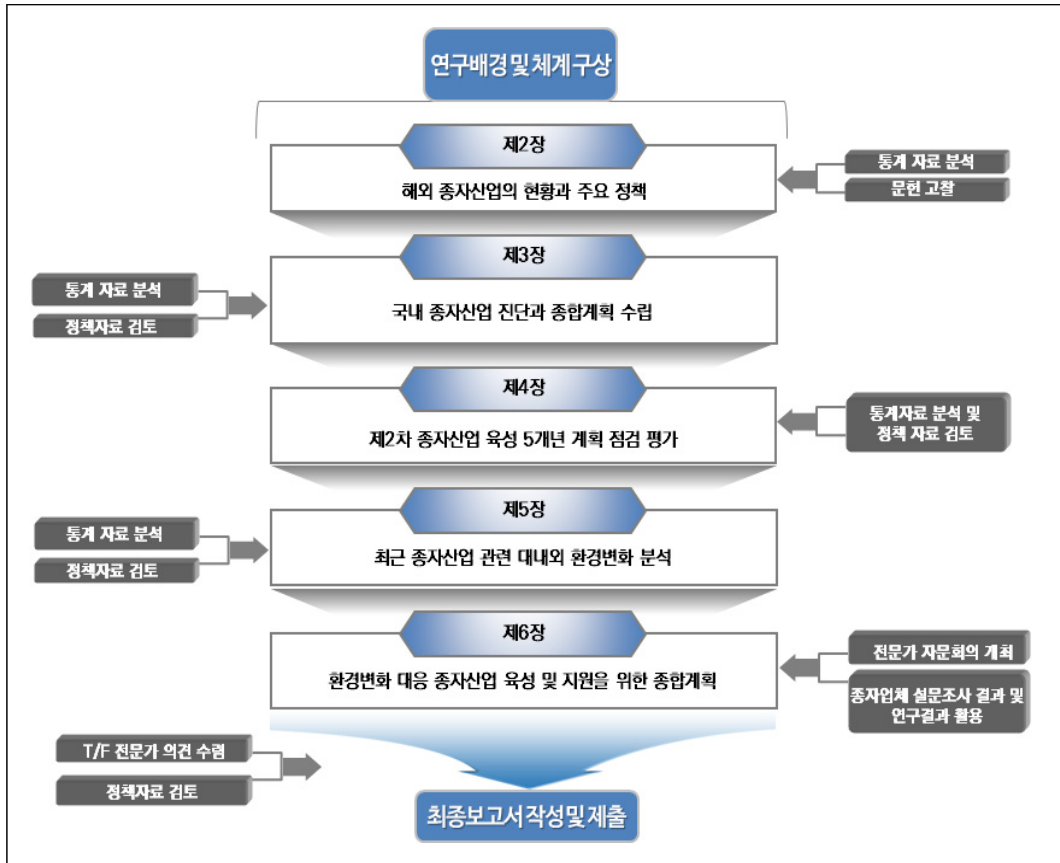 연구배경 및 체계 구상
제2장
해외 종자산업의 현황과 주요 정책
통계 자료 분석
문헌 고찰
제3장
국내 종자산업 진단과 종합계획 수립
통계 자료 분석
정책자료 검토
제4장
제2차 종자산업 육성 5개년 계획 점검 평가
통계자료 분석 및
정책 자료 검토
제5장
최근 종자산업 관련 대내외 환경변화 분석
통계 자료 분석
정책자료 검토
제6장
환경변화 대응 종자산업 육성 및 지원을 위한 종합계획
전문가 자문회의 개최
종자업체 설문조사 결과 및
연구결과 활용
T/F 전문가 의견 수렴
정책자료 검토
최종보고서 작성 및 제출